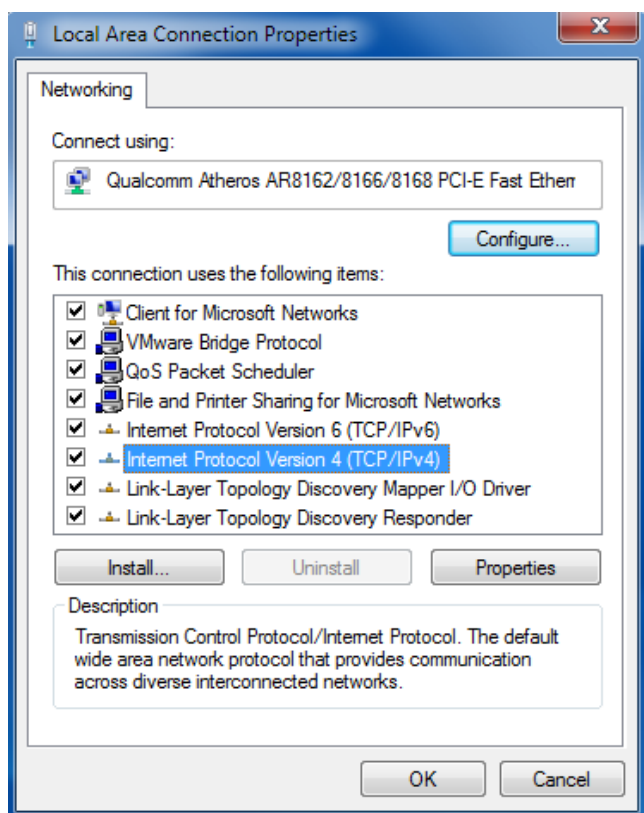 Local Area Connection Properties
Networking
Connect using:
Qualcomm Atheros AR8162/8166/8168 PCI-E Fast Ethern
Configure...
This connection uses the following items:
Client for Microsoft Networks
VMware Bridge Protocol
QoS Packet Scheduler
File and Printer Sharing for Microsoft Networks
Internet Protocol Version 6 (TCP/IPv6)
Internet Protocol Version 4 (TCP/IPv4)
Link-Layer Topology Discovery Mapper I/O Driver
Link-Layer Topology Discovery Responder
Install...
Uninstall
Properties
Description
Transmission Control Protocol/Internet Protocol. The default
wide area network protocol that provides communication
across diverse interconnected networks.
OK
Cancel